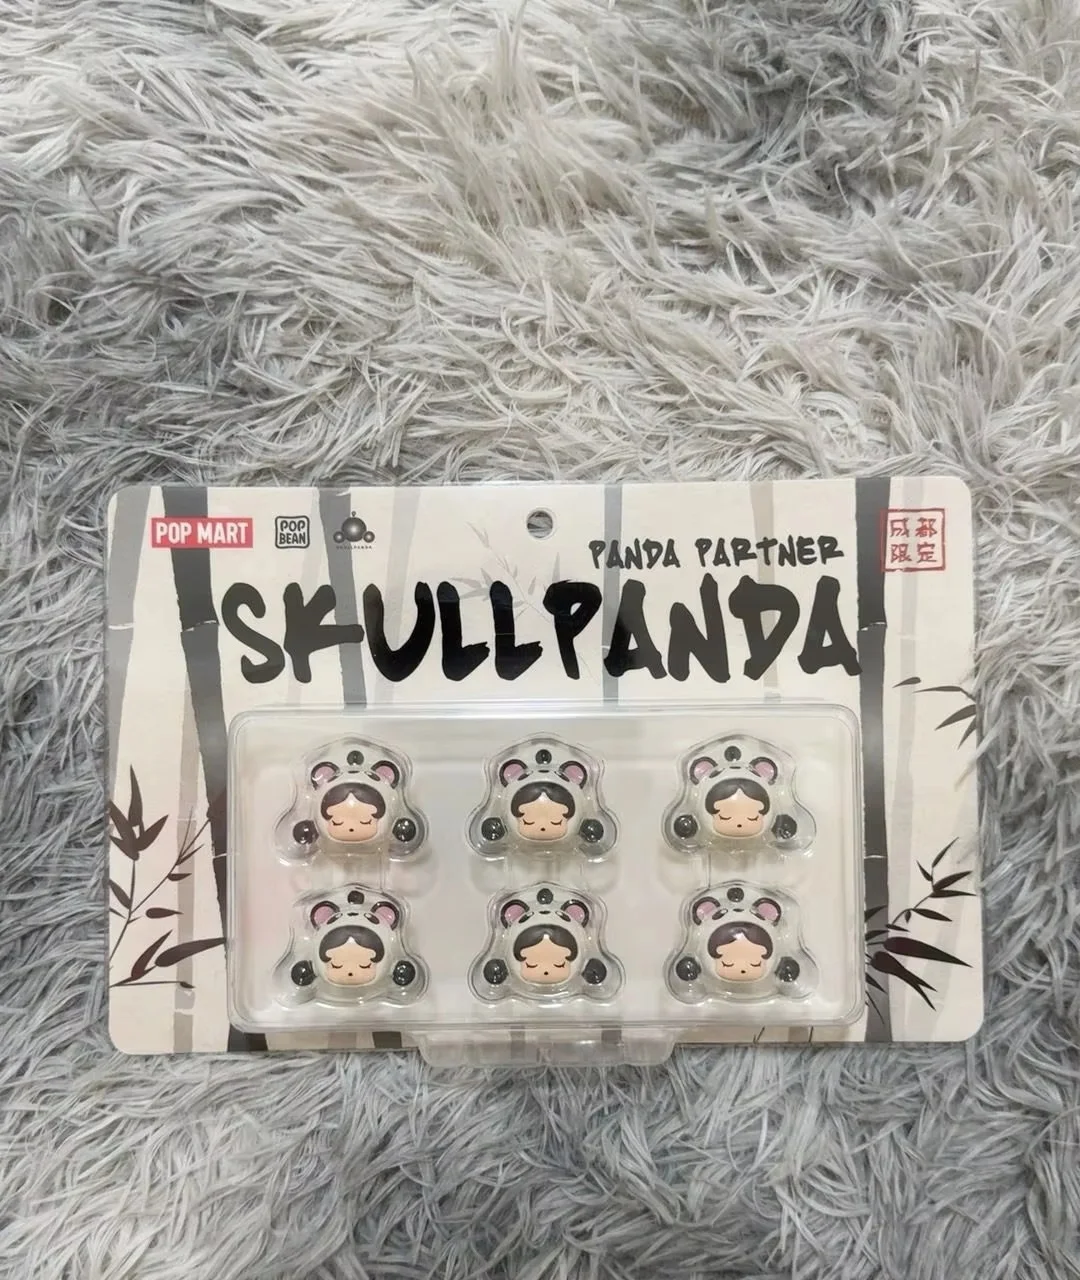 POP MART
POP
BEAN
SKULLPANDA
PANDA PARTNER
成都
限定
SKULLPANDA